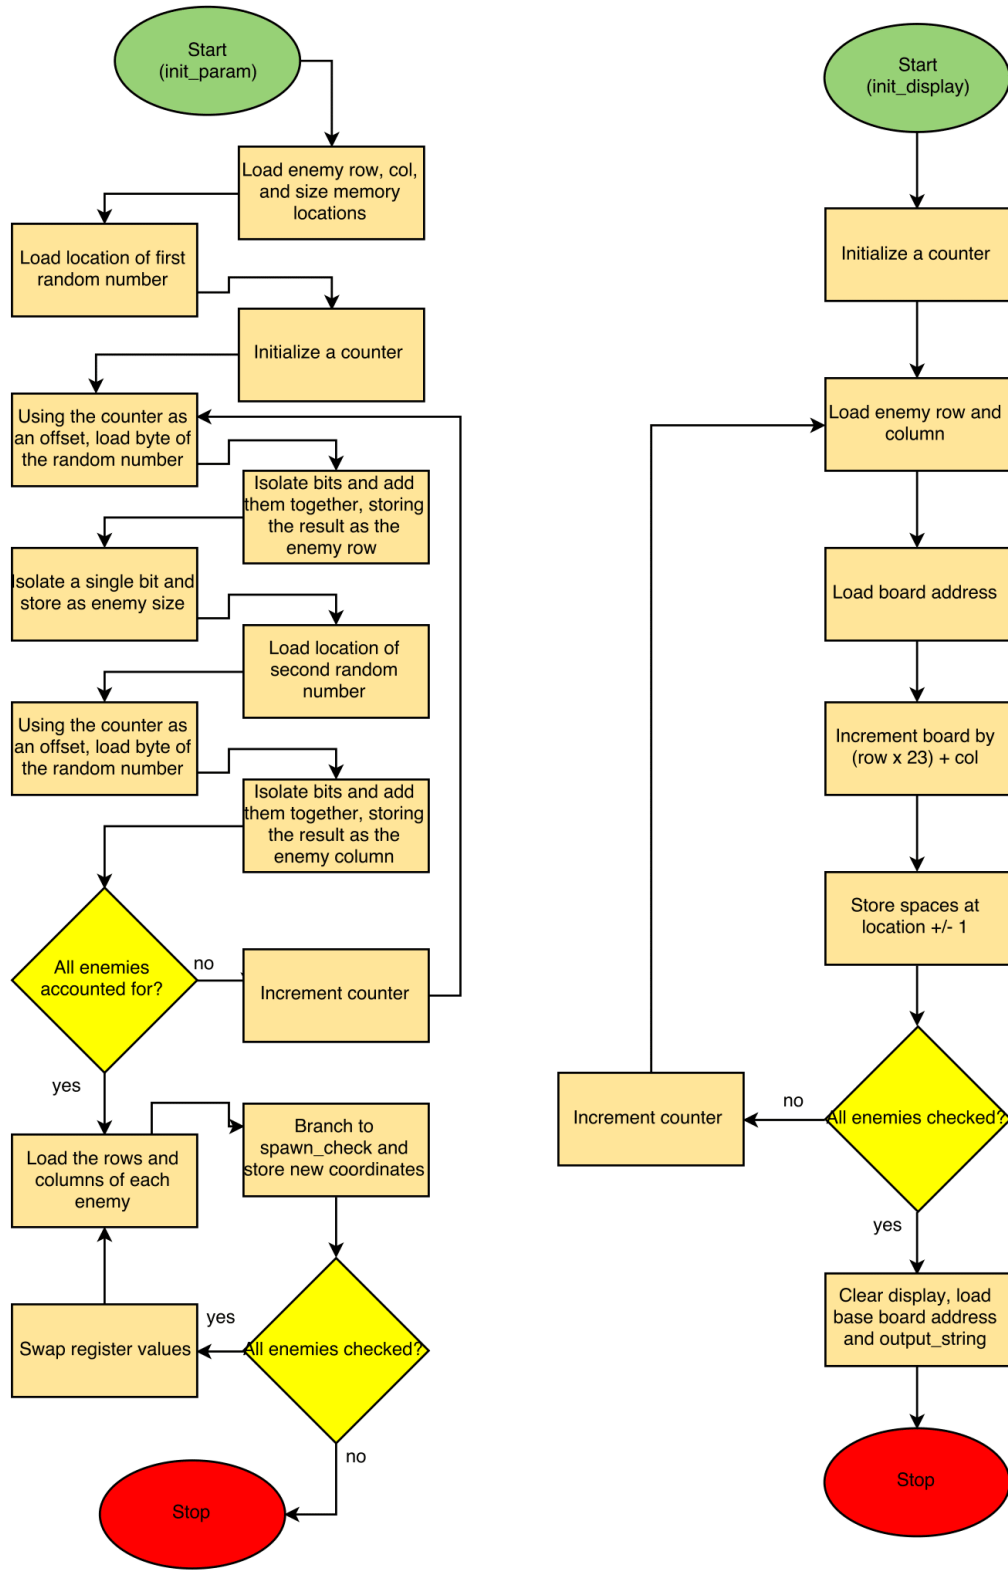 Start
(init_param)
Load enemy row, col,
and size memory
locations
Load location of first
random number
Initialize a counter
Using the counter as
an offset, load byte of
the random number
Isolate bits and add
them together, storing
the result as the
enemy row
Isolate a single bit and
store as enemy size
Load location of
second random
number
Using the counter as
an offset, load byte of
the random number
Isolate bits and add
them together, storing
the result as the
enemy column
All enemies
accounted for?
no
Increment counter
yes
Load the rows and
columns of each
enemy
Branch to
spawn_check and
store new coordinates
All enemies checked?
yes
Swap register values
no
Stop
Start
(init_display)
Initialize a counter
Load enemy row and
column
Load board address
Increment board by
(row x 23) + col
Store spaces at
location +/- 1
All enemies checked?
no
Increment counter
yes
Clear display, load
base board address
and output_string
Stop